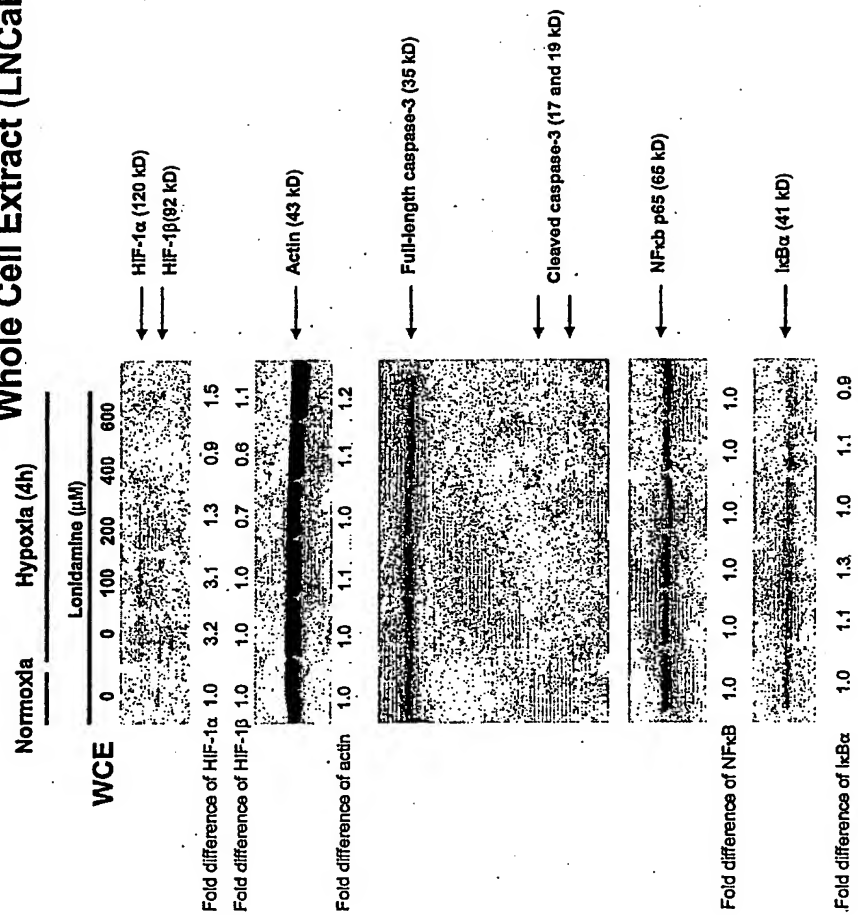 Whole Cell Extract (LNCa
Normoxia Hypoxia (4h)
Lonidamine (µM)
WCE 0 0 100 200 400 600
HIF-1α (120 kD)
HIF-1β(92 kD)
Fold difference of HIF-1α 1.0 3.2 3.1 1.3 0.9 1.5
Fold difference of HIF-1β 1.0 1.0 1.0 0.7 0.8 1.1
Actin (43 kD)
Fold difference of actin 1.0 1.0 1.1 1.0 1.1 1.2
Full-length caspase-3 (35 kD)
Cleaved caspase-3 (17 and 19 kD)
NFκb p65 (65 kD)
Fold difference of NFκB 1.0 1.0 1.0 1.0 1.0 1.0
IκBα (41 kD)
Fold difference of IκBα 1.0 1.1 1.3 1.0 1.1 0.9